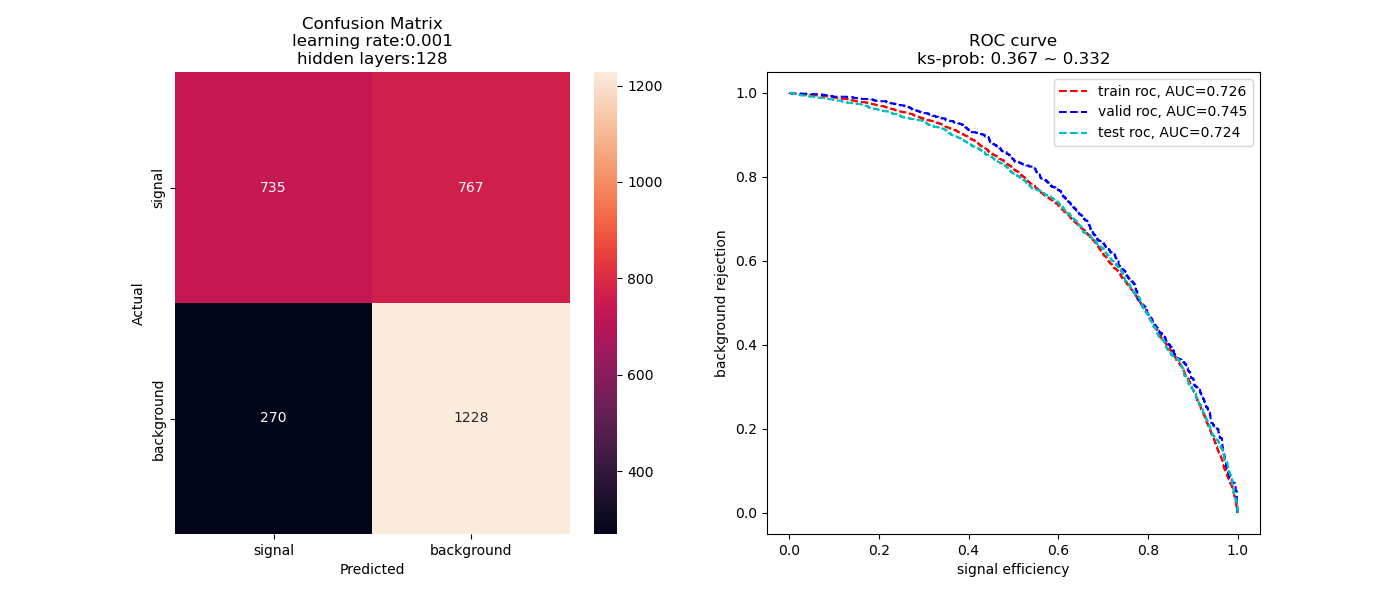 Confusion Matrix
learning rate:0.001
hidden layers:128
signal
background
Actual
735
767
270
1228
signal
background
Predicted
1200
1000
800
600
400
ROC curve
ks-prob: 0.367 ~ 0.332
train roc, AUC=0.726
valid roc, AUC=0.745
test roc, AUC=0.724
background rejection
1.0
0.8
0.6
0.4
0.2
0.0
0.0
0.2
0.4
0.6
0.8
1.0
signal efficiency